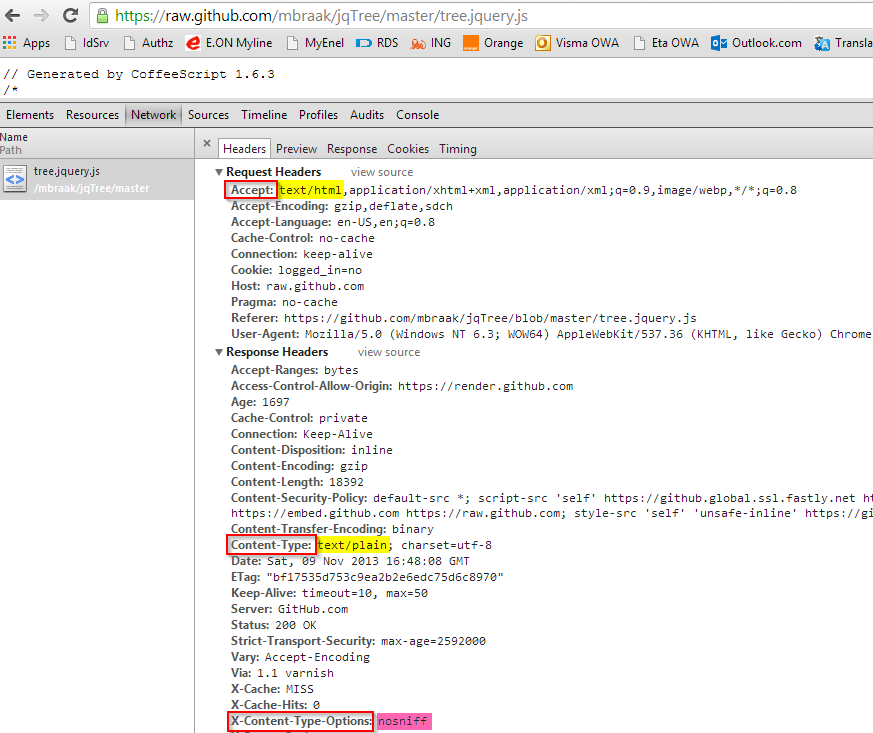 https://raw.github.com/mbraak/jqTree/master/tree.jquery.js
Apps IdSrv Authz E.ON Myline MyEnel RDS ING Orange Visma OWA Eta OWA Outlook.com Transla
// Generated by CoffeeScript 1.6.3
/*
Elements Resources Network Sources Timeline Profiles Audits Console
Name
Path
tree.jquery.js
/mbraak/jqTree/master
× Headers Preview Response Cookies Timing
Request Headers view source
Accept: text/html,application/xhtml+xml,application/xml;q=0.9,image/webp,*/*;q=0.8
Accept-Encoding: gzip,deflate,sdch
Accept-Language: en-US,en;q=0.8
Cache-Control: no-cache
Connection: keep-alive
Cookie: logged_in=no
Host: raw.github.com
Pragma: no-cache
Referer: https://github.com/mbraak/jqTree/blob/master/tree.jquery.js
User-Agent: Mozilla/5.0 (Windows NT 6.3; WOW64) AppleWebKit/537.36 (KHTML, like Gecko) Chrome
Response Headers view source
Accept-Ranges: bytes
Access-Control-Allow-Origin: https://render.github.com
Age: 1697
Cache-Control: private
Connection: Keep-Alive
Content-Disposition: inline
Content-Encoding: gzip
Content-Length: 18392
Content-Security-Policy: default-src *; script-src 'self' https://github.global.ssl.fastly.net ht
https://embed.github.com https://raw.github.com; style-src 'self' 'unsafe-inline' https://gi
Content-Transfer-Encoding: binary
Content-Type: text/plain; charset=utf-8
Date: Sat, 09 Nov 2013 16:48:08 GMT
ETag: "bf17535d753c9ea2b2e6edc75d6c8970"
Keep-Alive: timeout=10, max=50
Server: GitHub.com
Status: 200 OK
Strict-Transport-Security: max-age=2592000
Vary: Accept-Encoding
Via: 1.1 varnish
X-Cache: MISS
X-Cache-Hits: 0
X-Content-Type-Options: nosniff